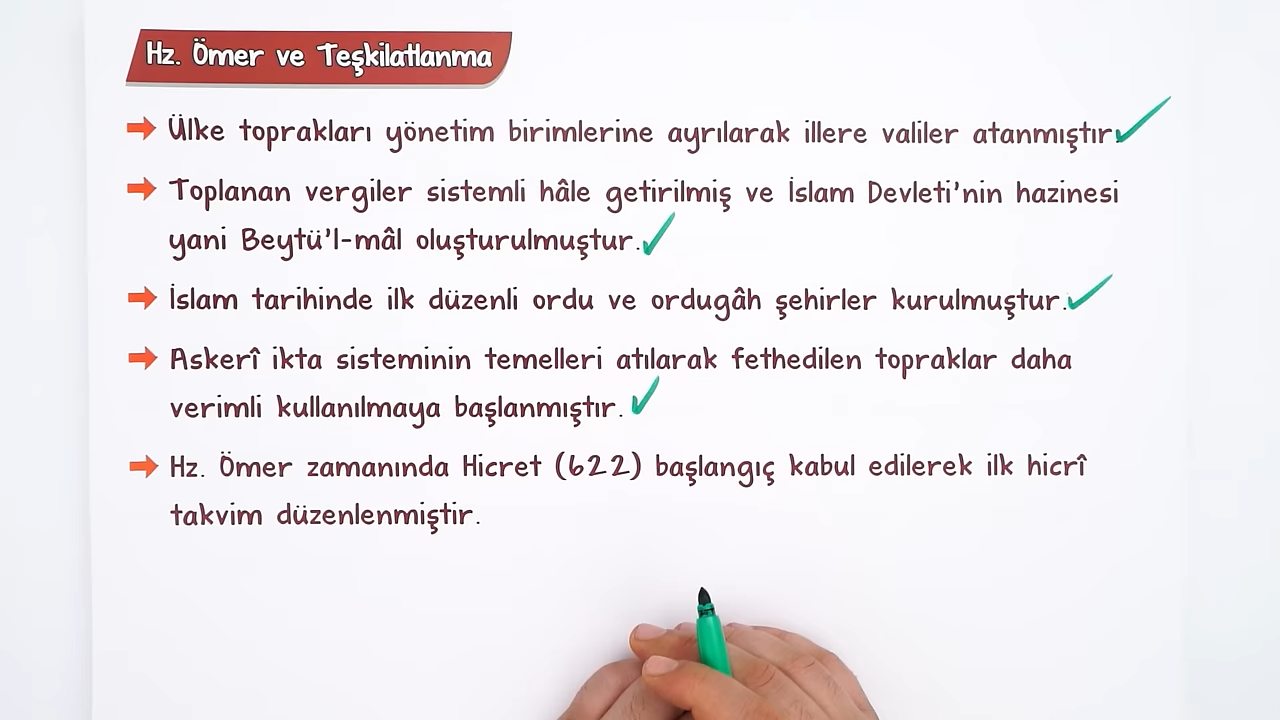 Hz. Ömer ve Teşkilatlanma
Ülke toprakları yönetim birimlerine ayrılarak illere valiler atanmıştır.
Toplanan vergiler sistemli hâle getirilmiş ve İslam Devleti'nin hazinesi
yani Beytü'l-mâl oluşturulmuştur.
İslam tarihinde ilk düzenli ordu ve ordugâh şehirler kurulmuştur.
Askerî ikta sisteminin temelleri atılarak fethedilen topraklar daha
verimli kullanılmaya başlanmıştır.
Hz. Ömer zamanında Hicret (622) başlangıç kabul edilerek ilk hicrî
takvim düzenlenmiştir.